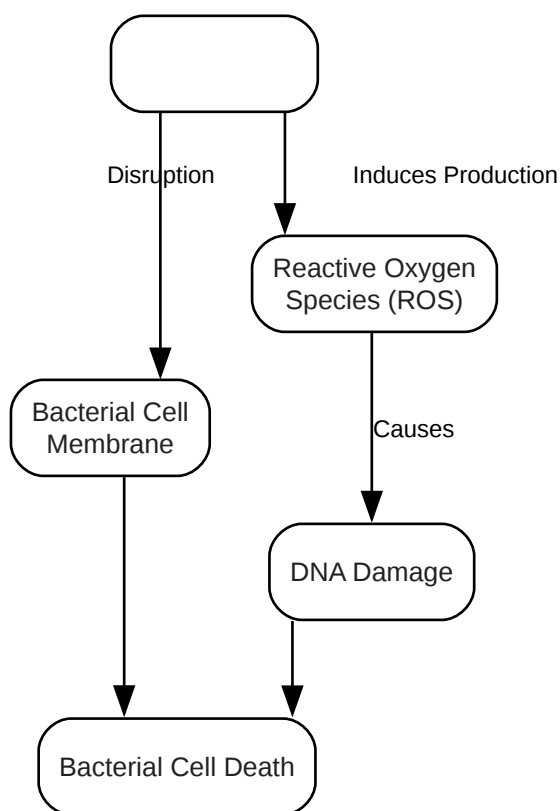 Disruption
Induces Production
Reactive Oxygen
Species (ROS)
Bacterial Cell
Membrane
Causes
DNA Damage
Bacterial Cell Death